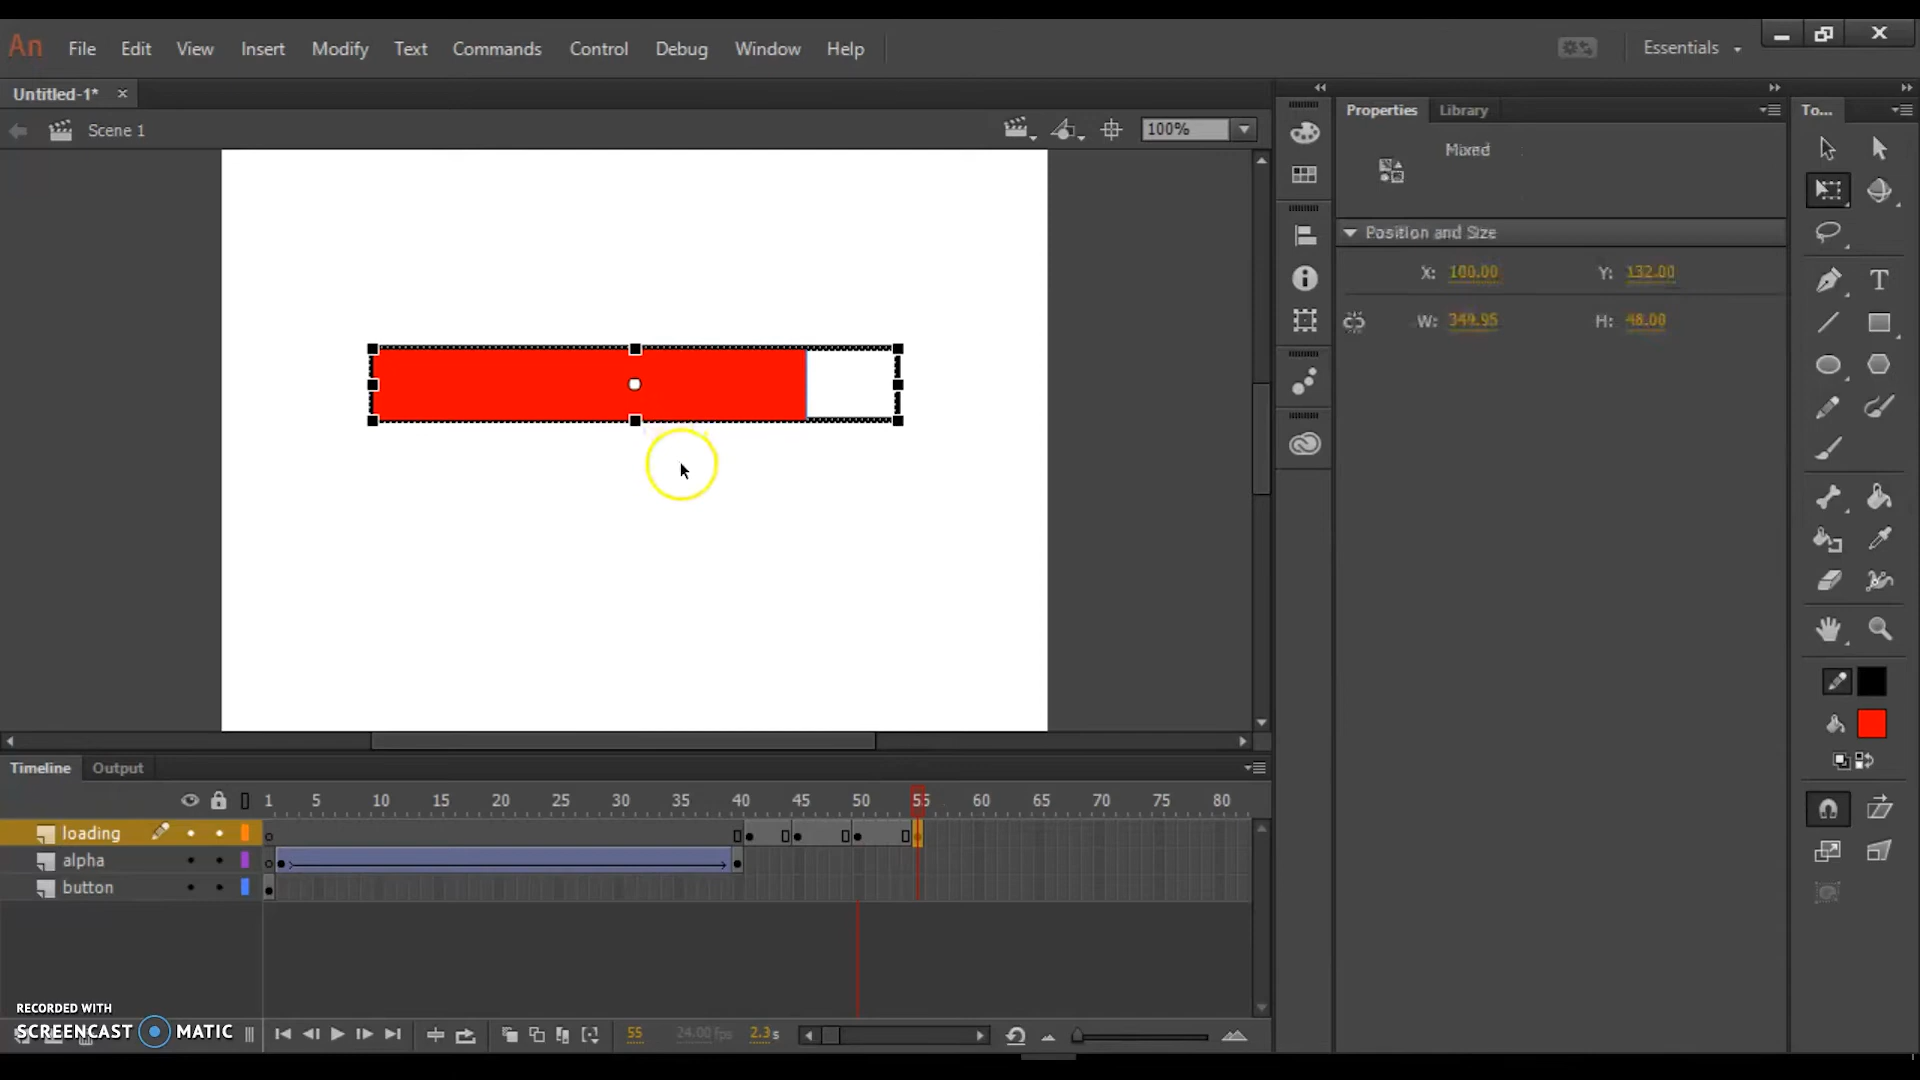 An File Edit View Insert Modify Text Commands Control Debug Window Help Essentials
Untitled-1*
Scene 1 100%
Properties Library To...
Mixed
Position and Size
X: 100.00 Y: 132.00
W: 349.95 H: 48.00
Timeline Output
1 5 10 15 20 25 30 35 40 45 50 55 60 65 70 75 80
loading
alpha
button
RECORDED WITH
SCREENCAST MATIC
55 24.00 fps 2.3 s